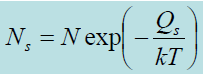 N_s = N exp(-Q_s/kT)